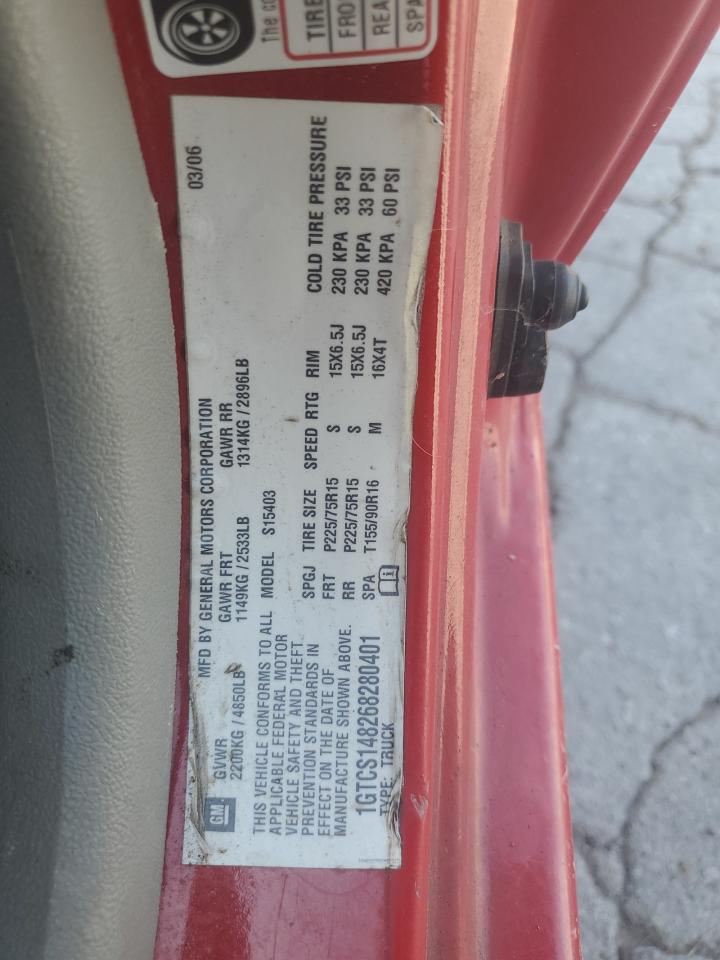 The co
TIRE
FRO
REA
SPA
03/06
MFD BY GENERAL MOTORS CORPORATION
GVWR GAWR FRT GAWR RR
2200KG/4850LB 1149KG/2533LB 1314KG/2896LB
THIS VEHICLE CONFORMS TO ALL
APPLICABLE FEDERAL MOTOR
VEHICLE SAFETY AND THEFT
PREVENTION STANDARDS IN
EFFECT ON THE DATE OF
MANUFACTURE SHOWN ABOVE.
1GTCS148268280401
TYPE: TRUCK
MODEL S15403
SPGJ TIRE SIZE SPEED RTG RIM COLD TIRE PRESSURE
FRT P225/75R15 S 15X6.5J 230 KPA 33 PSI
RR P225/75R15 S 15X6.5J 230 KPA 33 PSI
SPA T155/90R16 M 16X4T 420 KPA 60 PSI
GM